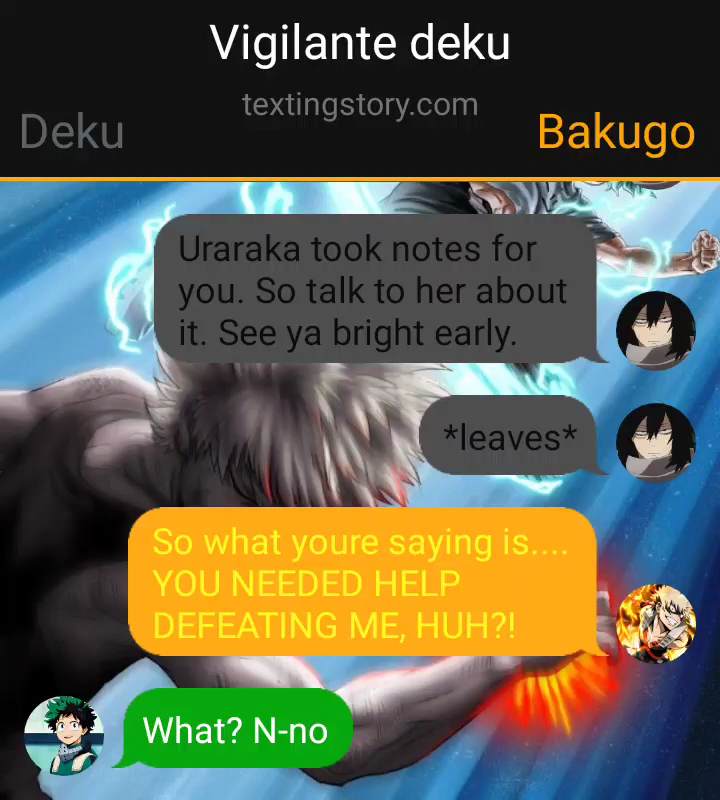 Vigilante deku
textingstory.com
Deku
Bakugo
Uraraka took notes for
you. So talk to her about
it. See ya bright early.
*leaves*
So what youre saying is....
YOU NEEDED HELP
DEFEATING ME, HUH?!
What? N-no